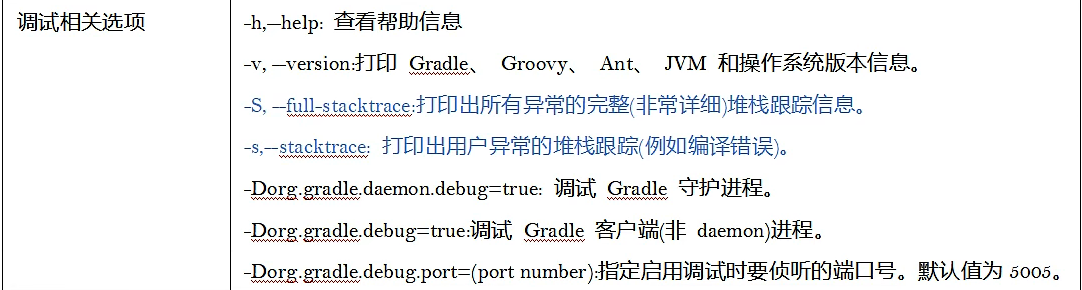 调试相关选项
-h,—help: 查看帮助信息
-v, —version:打印 Gradle、 Groovy、 Ant、 JVM 和操作系统版本信息。
-S, —full-stacktrace:打印出所有异常的完整(非常详细)堆栈跟踪信息。
-s,—stacktrace: 打印出用户异常的堆栈跟踪(例如编译错误)。
-Dorg.gradle.daemon.debug=true: 调试 Gradle 守护进程。
-Dorg.gradle.debug=true:调试 Gradle 客户端(非 daemon)进程。
-Dorg.gradle.debug.port=(port number):指定启用调试时要侦听的端口号。默认值为 5005。